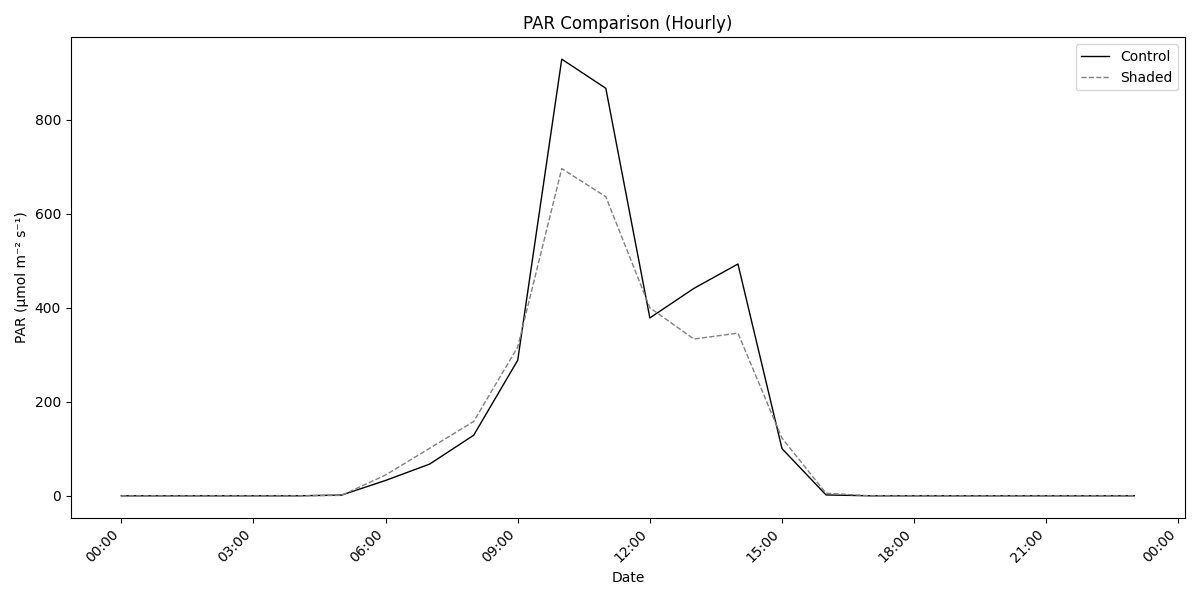 PAR Comparison (Hourly)
Control
Shaded
PAR (μmol m⁻² s⁻¹)
800
600
400
200
0
00:00
03:00
06:00
09:00
12:00
15:00
18:00
21:00
00:00
Date